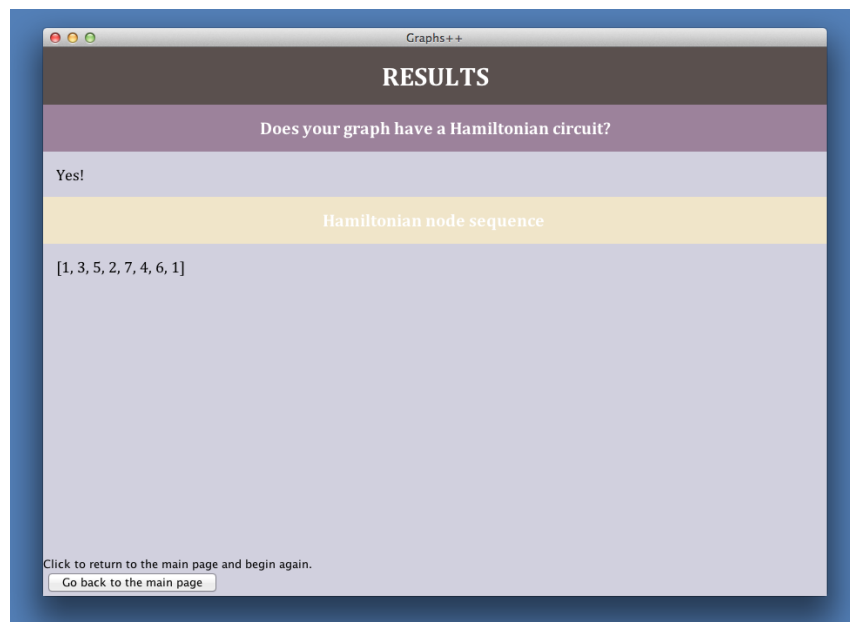 Graphs++
RESULTS
Does your graph have a Hamiltonian circuit?
Yes!
Hamiltonian node sequence
[1, 3, 5, 2, 7, 4, 6, 1]
Click to return to the main page and begin again.
Go back to the main page